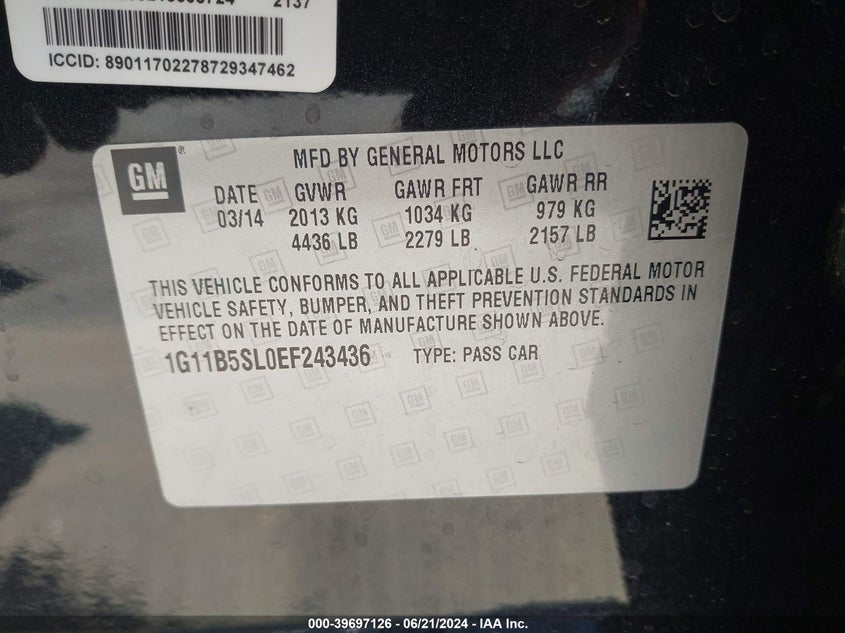 2137
ICCID: 89011702278729347462
GM
MFD BY GENERAL MOTORS LLC
DATE GVWR GAWR FRT GAWR RR
03/14 2013 KG 1034 KG 979 KG
4436 LB 2279 LB 2157 LB
THIS VEHICLE CONFORMS TO ALL APPLICABLE U.S. FEDERAL MOTOR
VEHICLE SAFETY, BUMPER, AND THEFT PREVENTION STANDARDS IN
EFFECT ON THE DATE OF MANUFACTURE SHOWN ABOVE.
1G11B5SL0EF243436 TYPE: PASS CAR
000-39697126 - 06/21/2024 - IAA Inc.